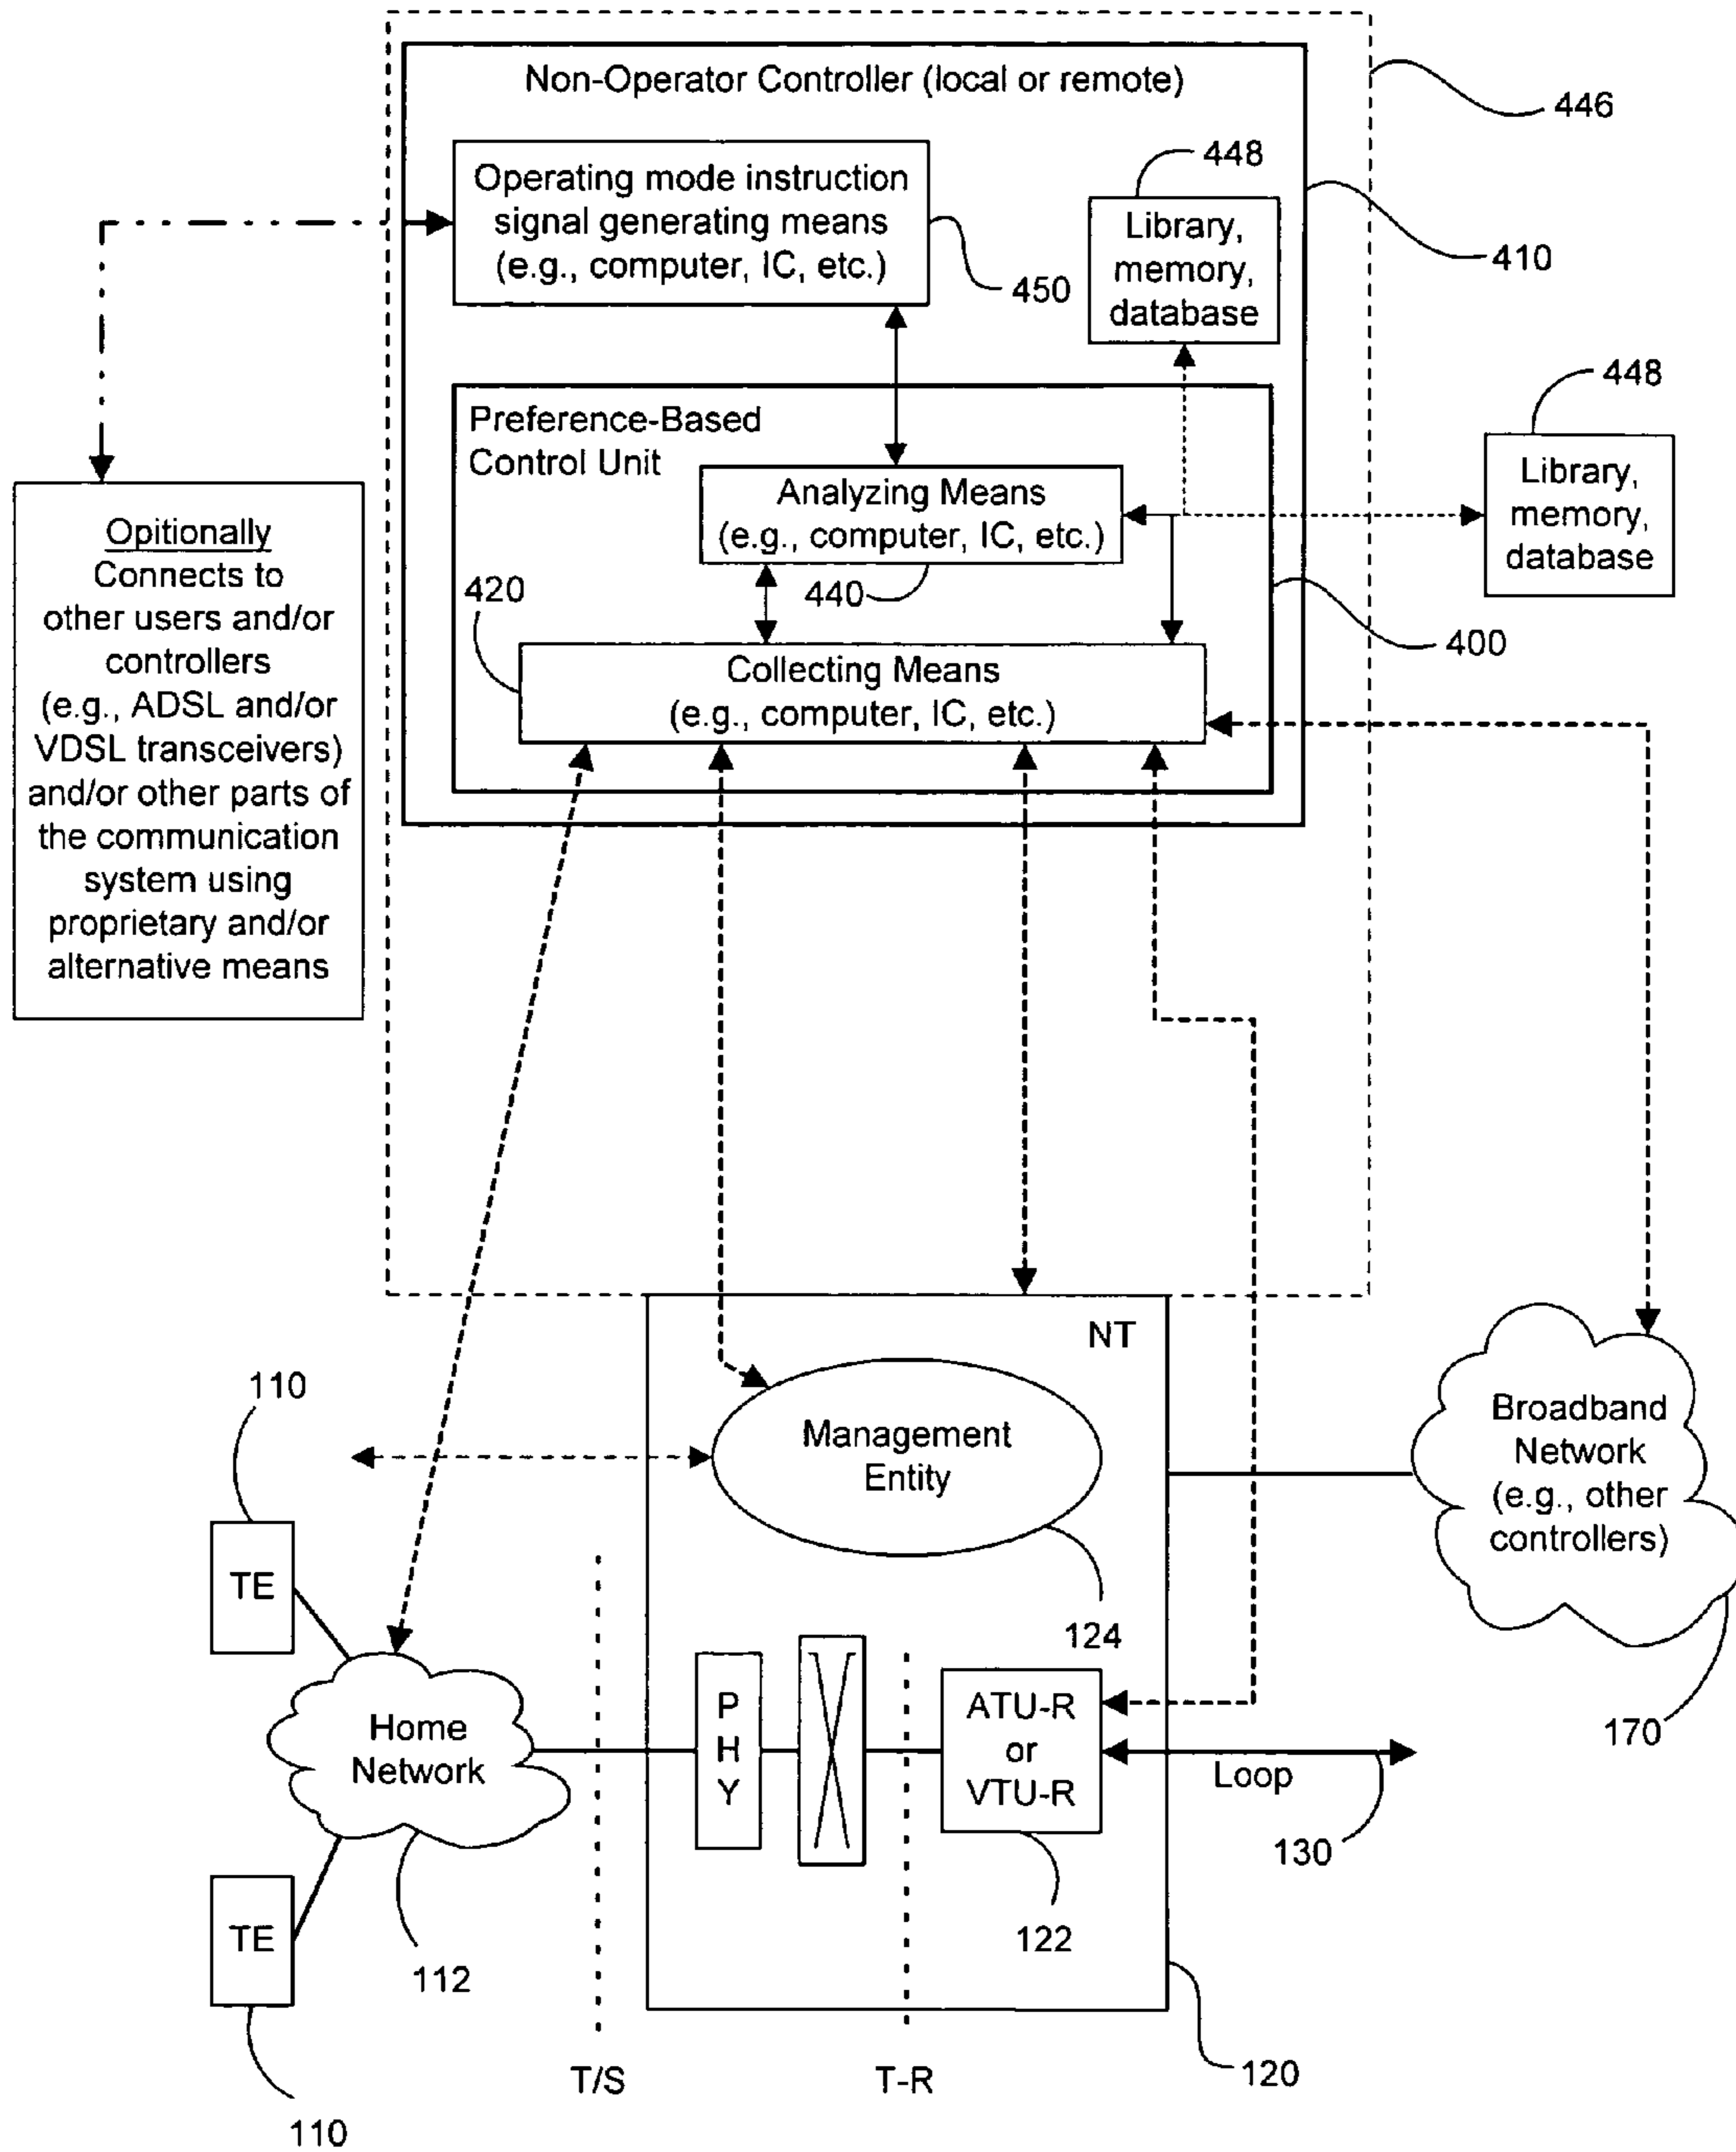 Non-Operator Controller (local or remote)
446
Operating mode instruction
signal generating means
(e.g., computer, IC, etc.)
448
Library,
memory,
database
410
450
448
Library,
memory,
database
Preference-Based
Control Unit
Analyzing Means
(e.g., computer, IC, etc.)
440
420
400
Collecting Means
(e.g., computer, IC, etc.)
Opitionally
Connects to
other users and/or
controllers
(e.g., ADSL and/or
VDSL transceivers)
and/or other parts of
the communication
system using
proprietary and/or
alternative means
NT
Management
Entity
124
Broadband
Network
(e.g., other
controllers)
170
110
TE
Home
Network
112
TE
110
P
H
Y
ATU-R
or
VTU-R
122
Loop
130
120
T/S
T-R